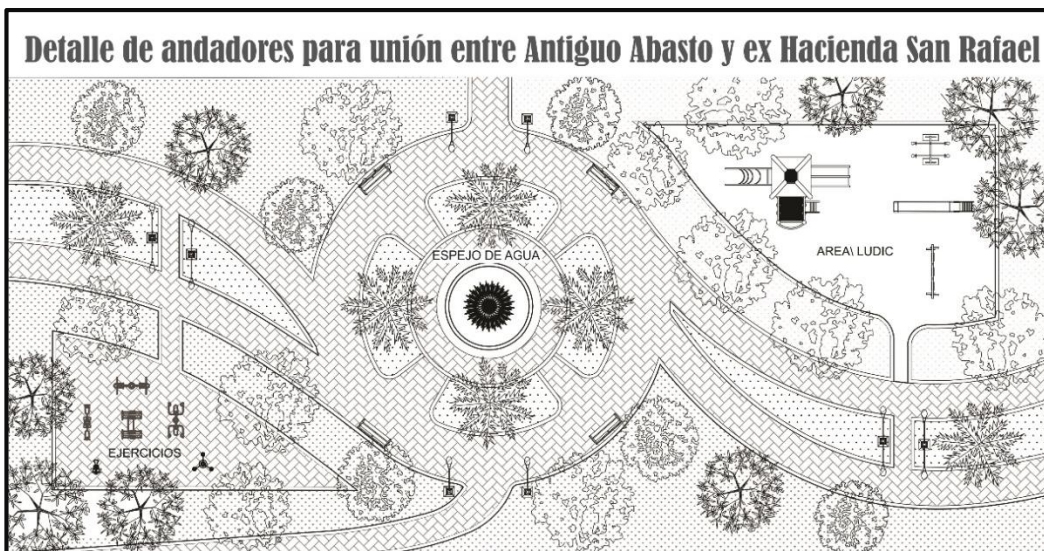 Detalle de andadores para unión entre Antiguo Abasto y ex Hacienda San Rafael
ESPEJO DE AGUA
AREA\ LUDIC
EJERCICIOS